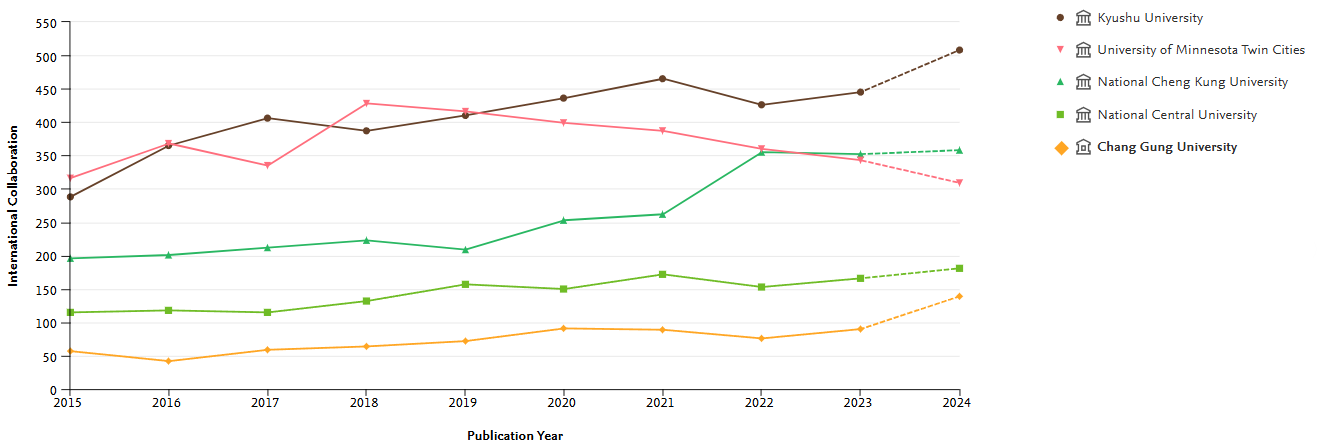 550
500
450
400
350
300
250
200
150
100
50
0
International Collaboration
2015 2016 2017 2018 2019 2020 2021 2022 2023 2024
Publication Year
Kyushu University
University of Minnesota Twin Cities
National Cheng Kung University
National Central University
Chang Gung University